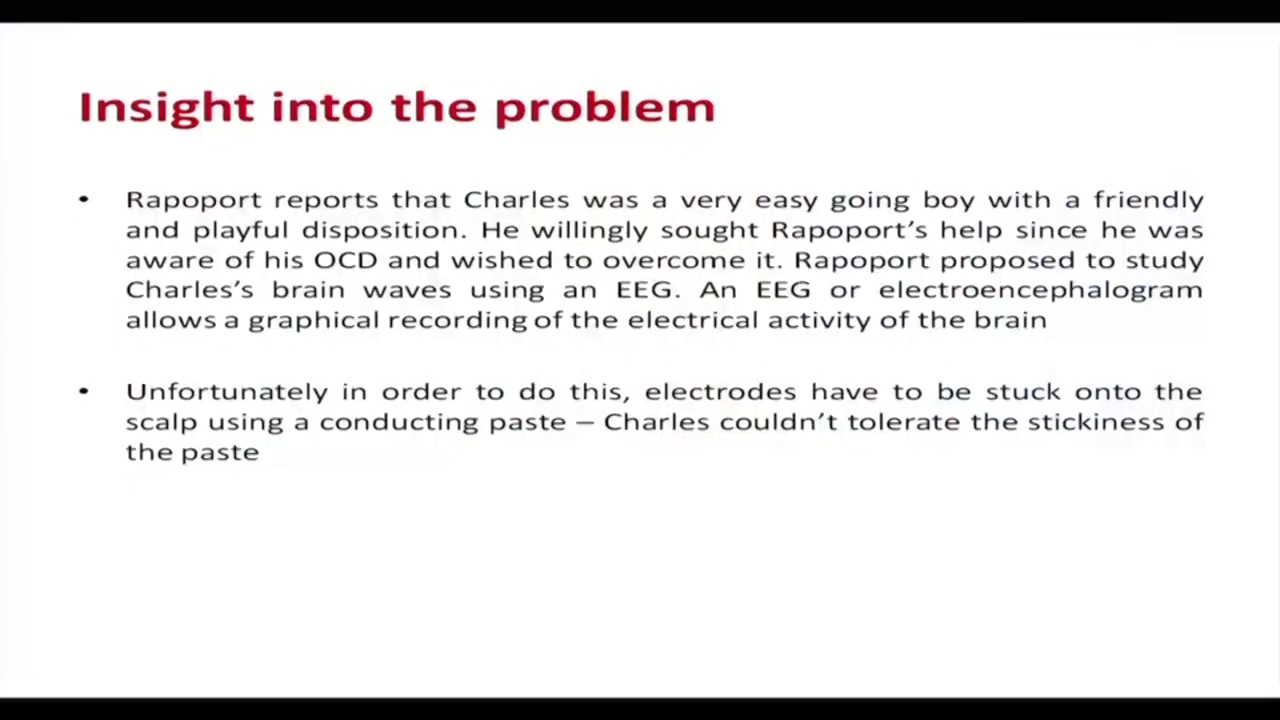 Insight into the problem
• Rapoport reports that Charles was a very easy going boy with a friendly
and playful disposition. He willingly sought Rapoport's help since he was
aware of his OCD and wished to overcome it. Rapoport proposed to study
Charles's brain waves using an EEG. An EEG or electroencephalogram
allows a graphical recording of the electrical activity of the brain
• Unfortunately in order to do this, electrodes have to be stuck onto the
scalp using a conducting paste – Charles couldn't tolerate the stickiness of
the paste